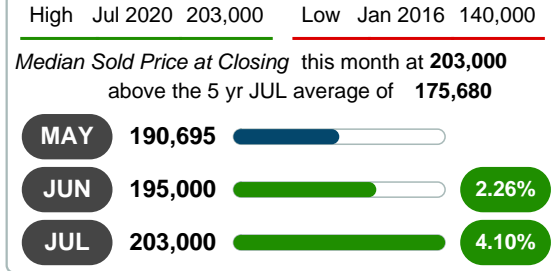 High Jul 2020 203,000 Low Jan 2016 140,000
Median Sold Price at Closing this month at 203,000
above the 5 yr JUL average of 175,680
MAY 190,695
JUN 195,000 2.26%
JUL 203,000 4.10%